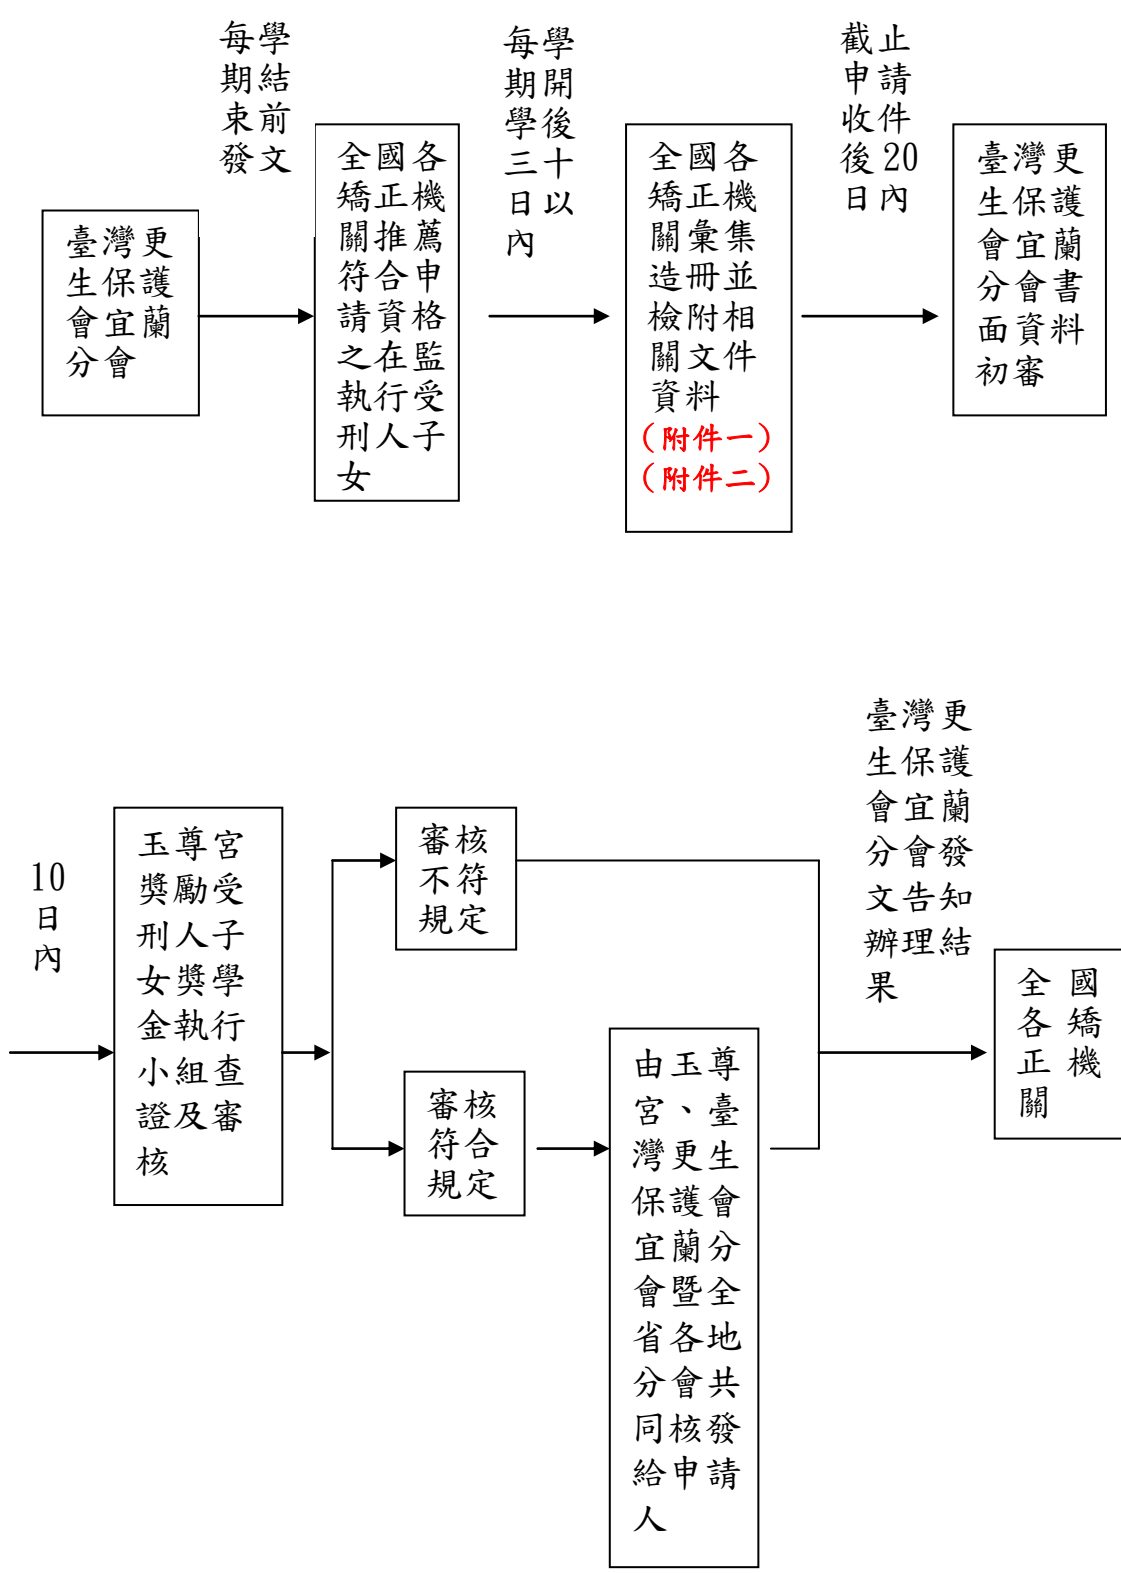 每學
期結
束前
發文
每學
期開
學後
三十
日以
內
截止
申請
收件
後20
日內
臺灣更
生保護
會宜蘭
分會
全國各
矯正機
關推薦
符合申
請資格
之在監
執行受
刑人子
女
全國各
矯正機
關彙集
造冊並
檢附相
關文件
資料
(附件一)
(附件二)
臺灣更
生保護
會宜蘭
分會書
面資料
初審
10
日
內
玉尊宮
獎勵受
刑人子
女獎學
金執行
小組查
證及審
核
審核
不符
規定
審核
符合
規定
由玉尊
宮、臺
灣更生
保護會
宜蘭分
會暨全
省各地
分會共
同核發
給申請
人
臺灣更
生保護
會宜蘭
分會發
文告知
辦理結
果
全國
各矯
正機
關